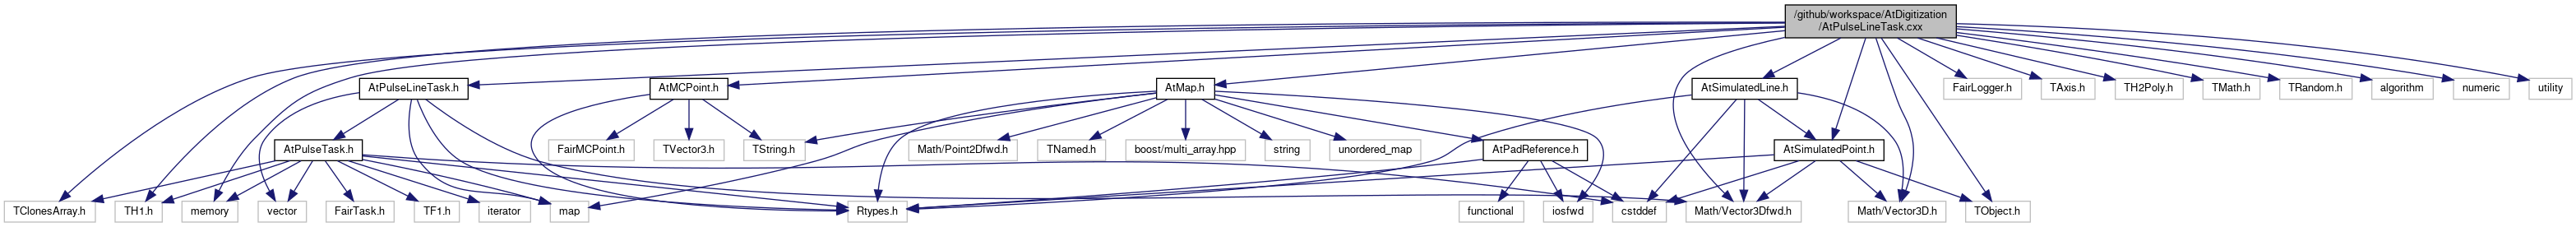 /github/workspace/AtDigitization
/AtPulseLineTask.cxx
AtPulseLineTask.h
AtMCPoint.h
AtMap.h
AtSimulatedLine.h
FairLogger.h
TAxis.h
TH2Poly.h
TMath.h
TRandom.h
algorithm
numeric
utility
AtPulseTask.h
FairMCPoint.h
TVector3.h
TString.h
Math/Point2Dfwd.h
TNamed.h
boost/multi_array.hpp
string
unordered_map
AtPadReference.h
AtSimulatedPoint.h
TClonesArray.h
TH1.h
memory
vector
FairTask.h
TF1.h
iterator
map
Rtypes.h
functional
iosfwd
cstddef
Math/Vector3Dfwd.h
Math/Vector3D.h
TObject.h